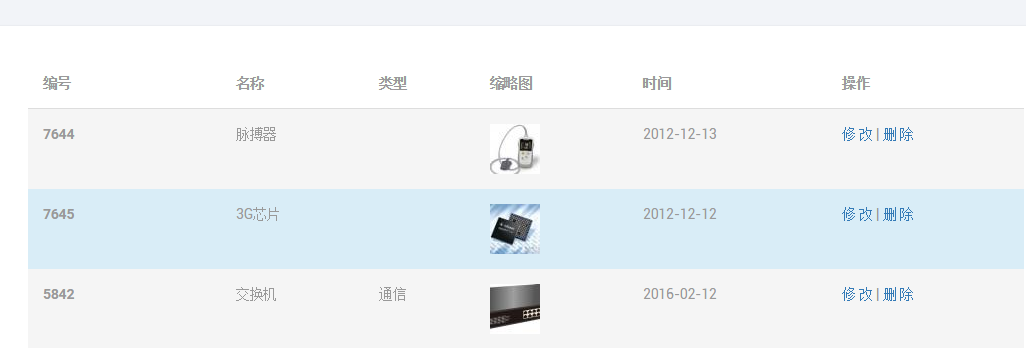 编号 名称 类型 缩略图 时间 操作
7644 脉搏器 2012-12-13 修改 | 删除
7645 3G芯片 2012-12-12 修改 | 删除
5842 交换机 通信 2016-02-12 修改 | 删除